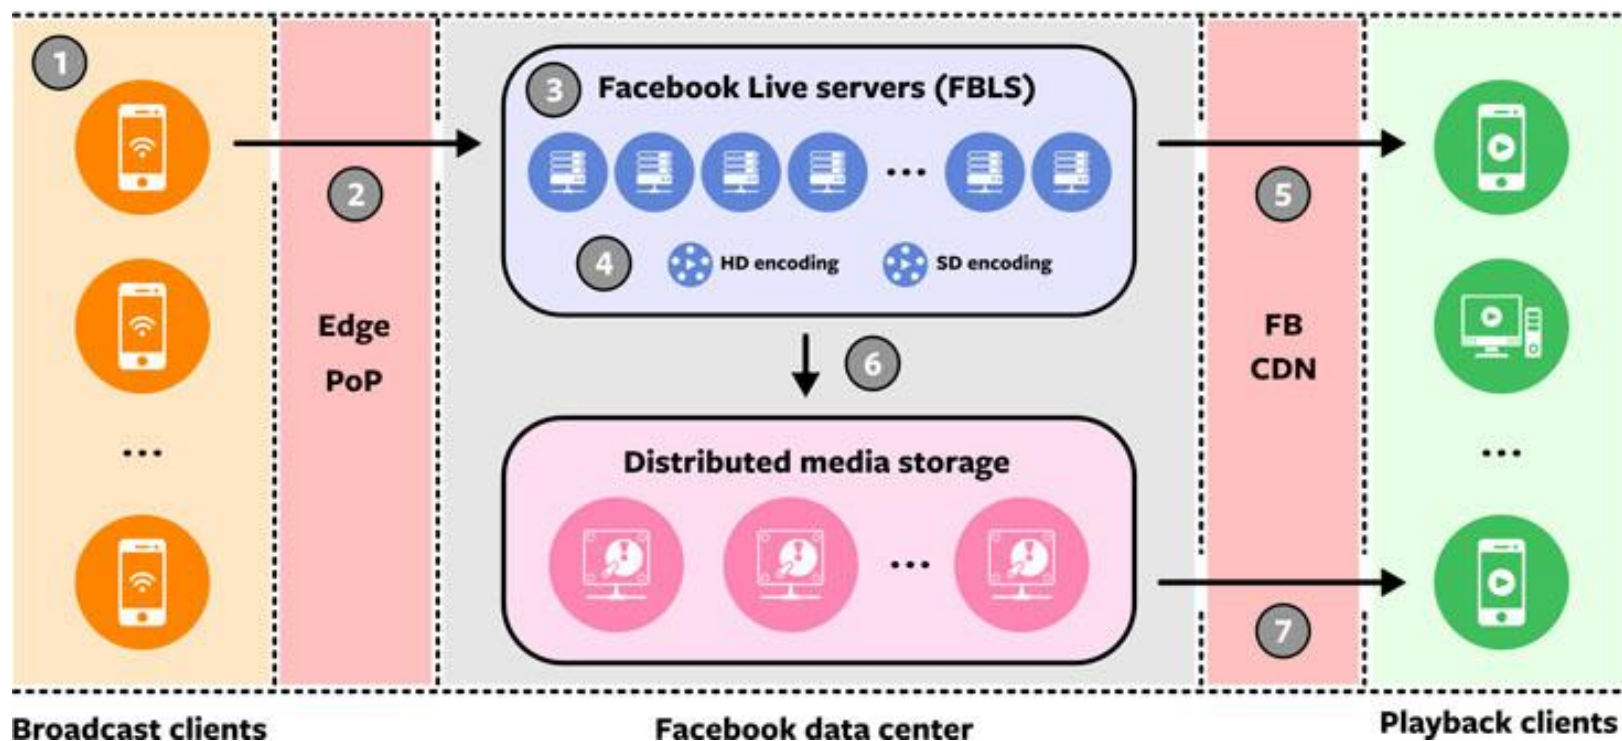 1
2
3
Facebook Live servers (FBLS)
...
4
HD encoding
SD encoding
5
Edge
PoP
FB
CDN
6
...
Distributed media storage
...
...
7
Broadcast clients
Facebook data center
Playback clients